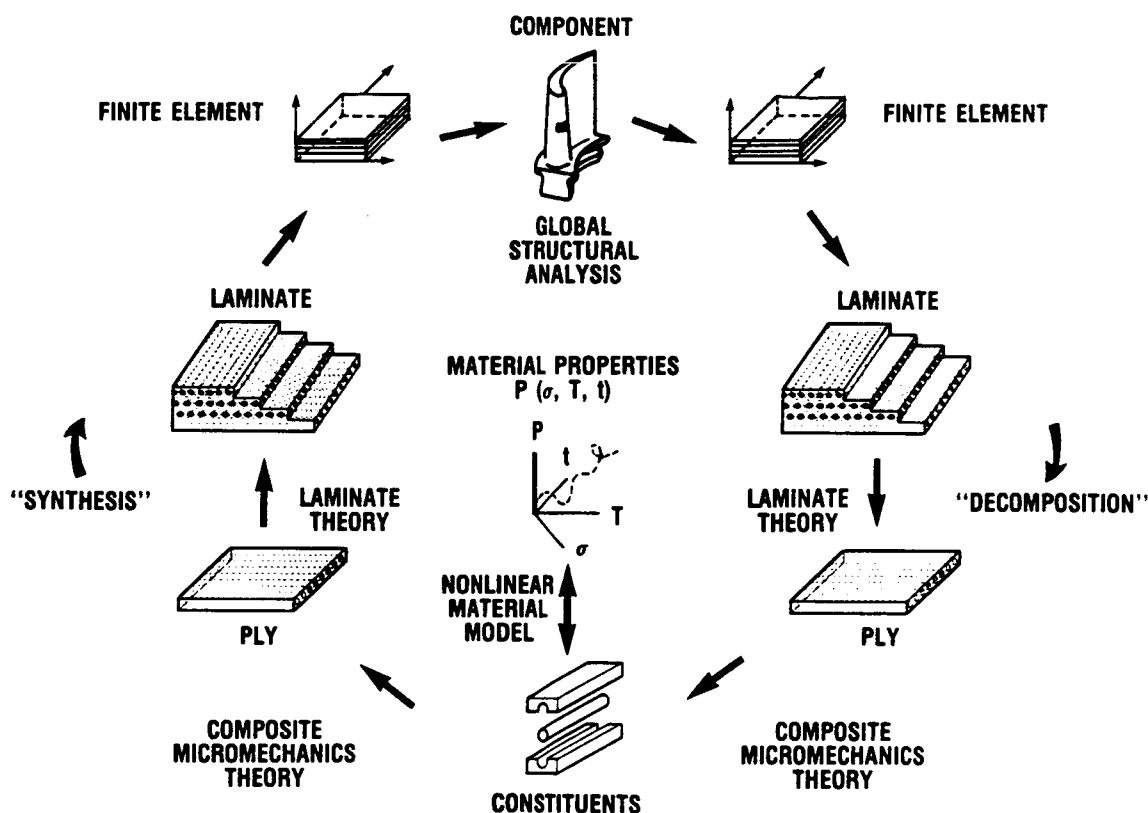 COMPONENT
FINITE ELEMENT
FINITE ELEMENT
GLOBAL
STRUCTURAL
ANALYSIS
LAMINATE
LAMINATE
MATERIAL PROPERTIES
P (σ, T, t)
P
t
T
σ
"SYNTHESIS"
LAMINATE
THEORY
LAMINATE
THEORY
"DECOMPOSITION"
NONLINEAR
MATERIAL
MODEL
PLY
PLY
COMPOSITE
MICROMECHANICS
THEORY
COMPOSITE
MICROMECHANICS
THEORY
CONSTITUENTS